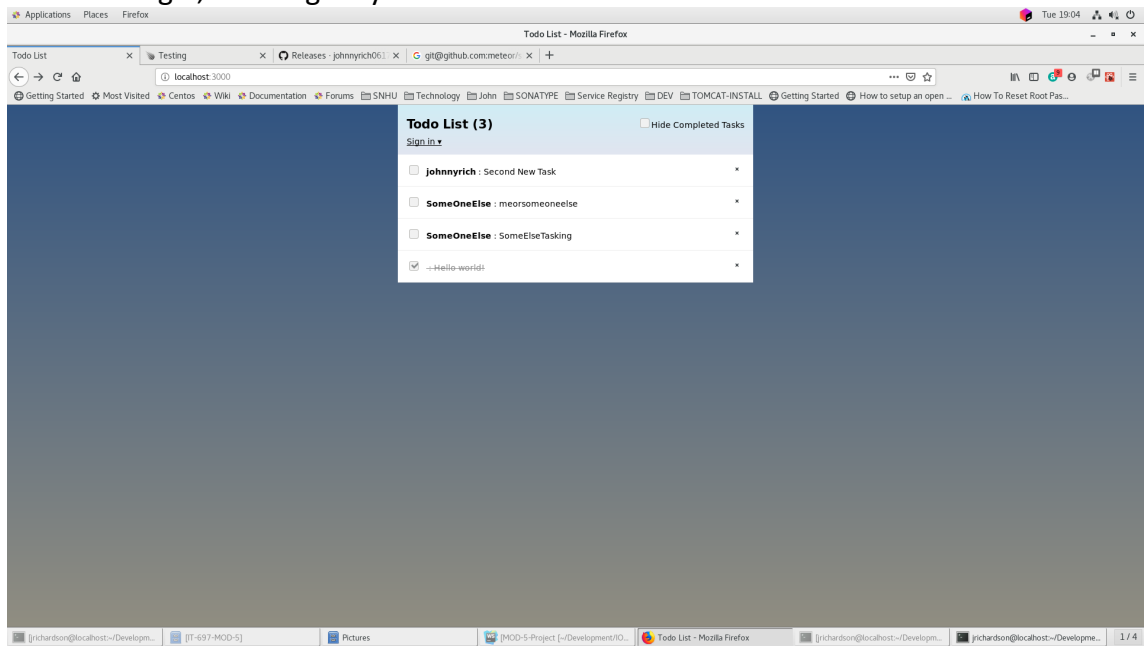 Applications Places Firefox Tue 19:04
Todo List - Mozilla Firefox
Todo List Testing Releases · johnnyrich061 git@github.com:meteor/s
localhost:3000
Getting Started Most Visited Centos Wiki Documentation Forums SNHU Technology John SONATYPE Service Registry DEV TOMCAT-INSTALL Getting Started How to setup an open ... How To Reset Root Pas...
Todo List (3) Hide Completed Tasks
Sign in ▾
johnnyrich : Second New Task ×
SomeOneElse : meorsomeoneelse ×
SomeOneElse : SomeElseTasking ×
: Hello world! ×
[jrichardson@localhost:~/Developm... [IT-697-MOD-5] Pictures [MOD-5-Project [~/Development/IO... Todo List - Mozilla Firefox [jrichardson@localhost:~/Developm... jrichardson@localhost:~/Developme... 1 / 4